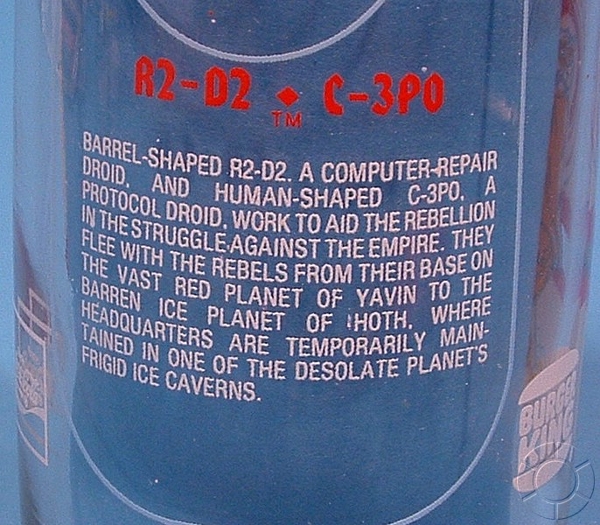 R2-D2 ◆ C-3PO
TM
BARREL-SHAPED R2-D2. A COMPUTER-REPAIR
DROID, AND HUMAN-SHAPED C-3PO, A
PROTOCOL DROID, WORK TO AID THE REBELLION
IN THE STRUGGLE AGAINST THE EMPIRE. THEY
FLEE WITH THE REBELS FROM THEIR BASE ON
THE VAST RED PLANET OF YAVIN TO THE
BARREN ICE PLANET OF HOTH, WHERE
HEADQUARTERS ARE TEMPORARILY MAIN-
TAINED IN ONE OF THE DESOLATE PLANET'S
FRIGID ICE CAVERNS.
BURGER
KING